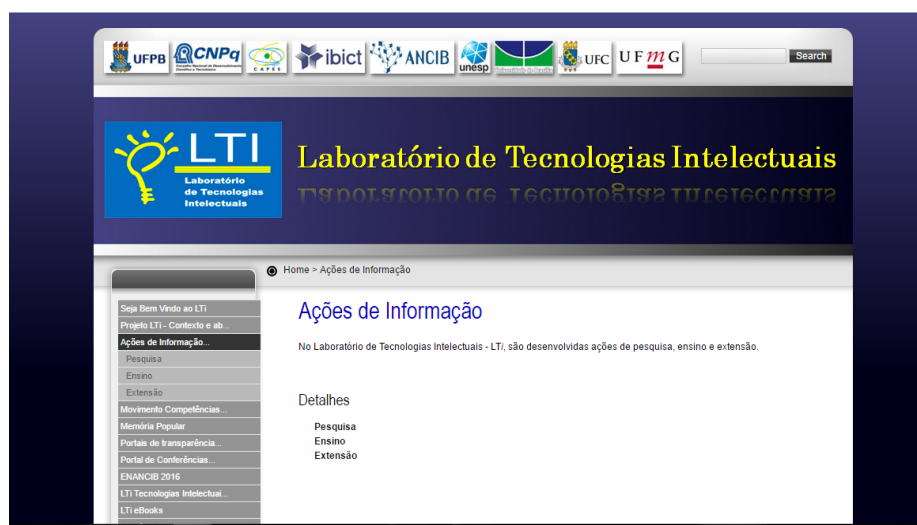 UFPB
CNPq
CAPES
ibict
ANCIB
unesp
UFC
UFmG
Search
LTI
Laboratório
de Tecnologias
Intelectuais
Laboratório de Tecnologias Intelectuais
Home > Ações de Informação
Seja Bem Vindo ao LTi
Projeto LTi - Contexto e ab...
Ações de Informação...
Pesquisa
Ensino
Extensão
Movimento Competências...
Memória Popular
Portais de transparência...
Portal de Conferências...
ENANCIB 2016
LTi Tecnologias Intelectuai...
LTi eBooks
Ações de Informação
No Laboratório de Tecnologias Intelectuais - LTi, são desenvolvidas ações de pesquisa, ensino e extensão.
Detalhes
Pesquisa
Ensino
Extensão